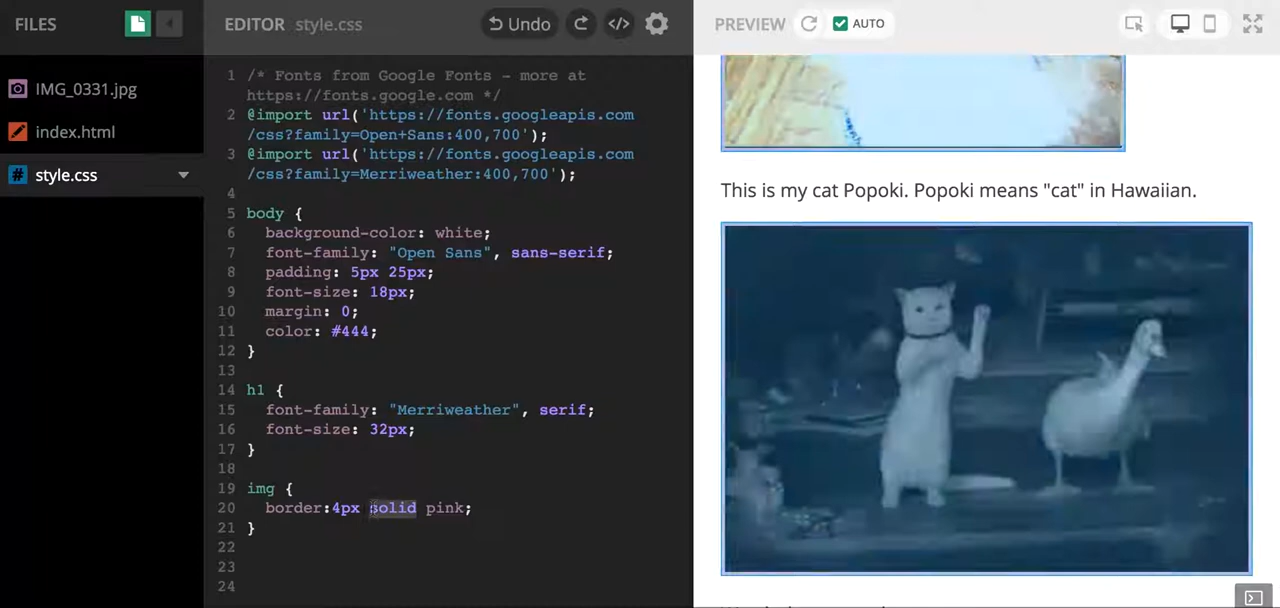 FILES
EDITOR style.css
Undo
</>
PREVIEW
AUTO
IMG_0331.jpg
index.html
# style.css
1 /* Fonts from Google Fonts - more at
https://fonts.google.com */
2 @import url('https://fonts.googleapis.com
/css?family=Open+Sans:400,700');
3 @import url('https://fonts.googleapis.com
/css?family=Merriweather:400,700');
4
5 body {
6 background-color: white;
7 font-family: "Open Sans", sans-serif;
8 padding: 5px 25px;
9 font-size: 18px;
10 margin: 0;
11 color: #444;
12 }
13
14 h1 {
15 font-family: "Merriweather", serif;
16 font-size: 32px;
17 }
18
19 img {
20 border:4px solid pink;
21 }
22
23
24
This is my cat Popoki. Popoki means "cat" in Hawaiian.